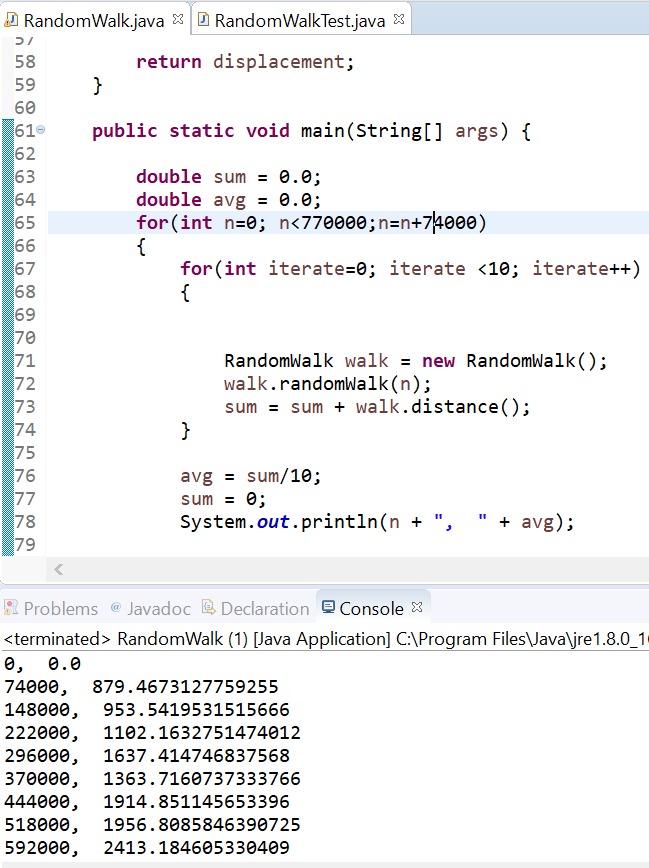 RandomWalk.java RandomWalkTest.java
57
58 return displacement;
59 }
60
61 public static void main(String[] args) {
62
63 double sum = 0.0;
64 double avg = 0.0;
65 for(int n=0; n<770000;n=n+74000)
66 {
67 for(int iterate=0; iterate <10; iterate++)
68 {
69
70
71 RandomWalk walk = new RandomWalk();
72 walk.randomWalk(n);
73 sum = sum + walk.distance();
74 }
75
76 avg = sum/10;
77 sum = 0;
78 System.out.println(n + ",  " + avg);
79
Problems @ Javadoc Declaration Console
<terminated> RandomWalk (1) [Java Application] C:\Program Files\Java\jre1.8.0_1
0,  0.0
74000,  879.4673127759255
148000,  953.5419531515666
222000,  1102.1632751474012
296000,  1637.414746837568
370000,  1363.7160737333766
444000,  1914.851145653396
518000,  1956.8085846390725
592000,  2413.184605330409